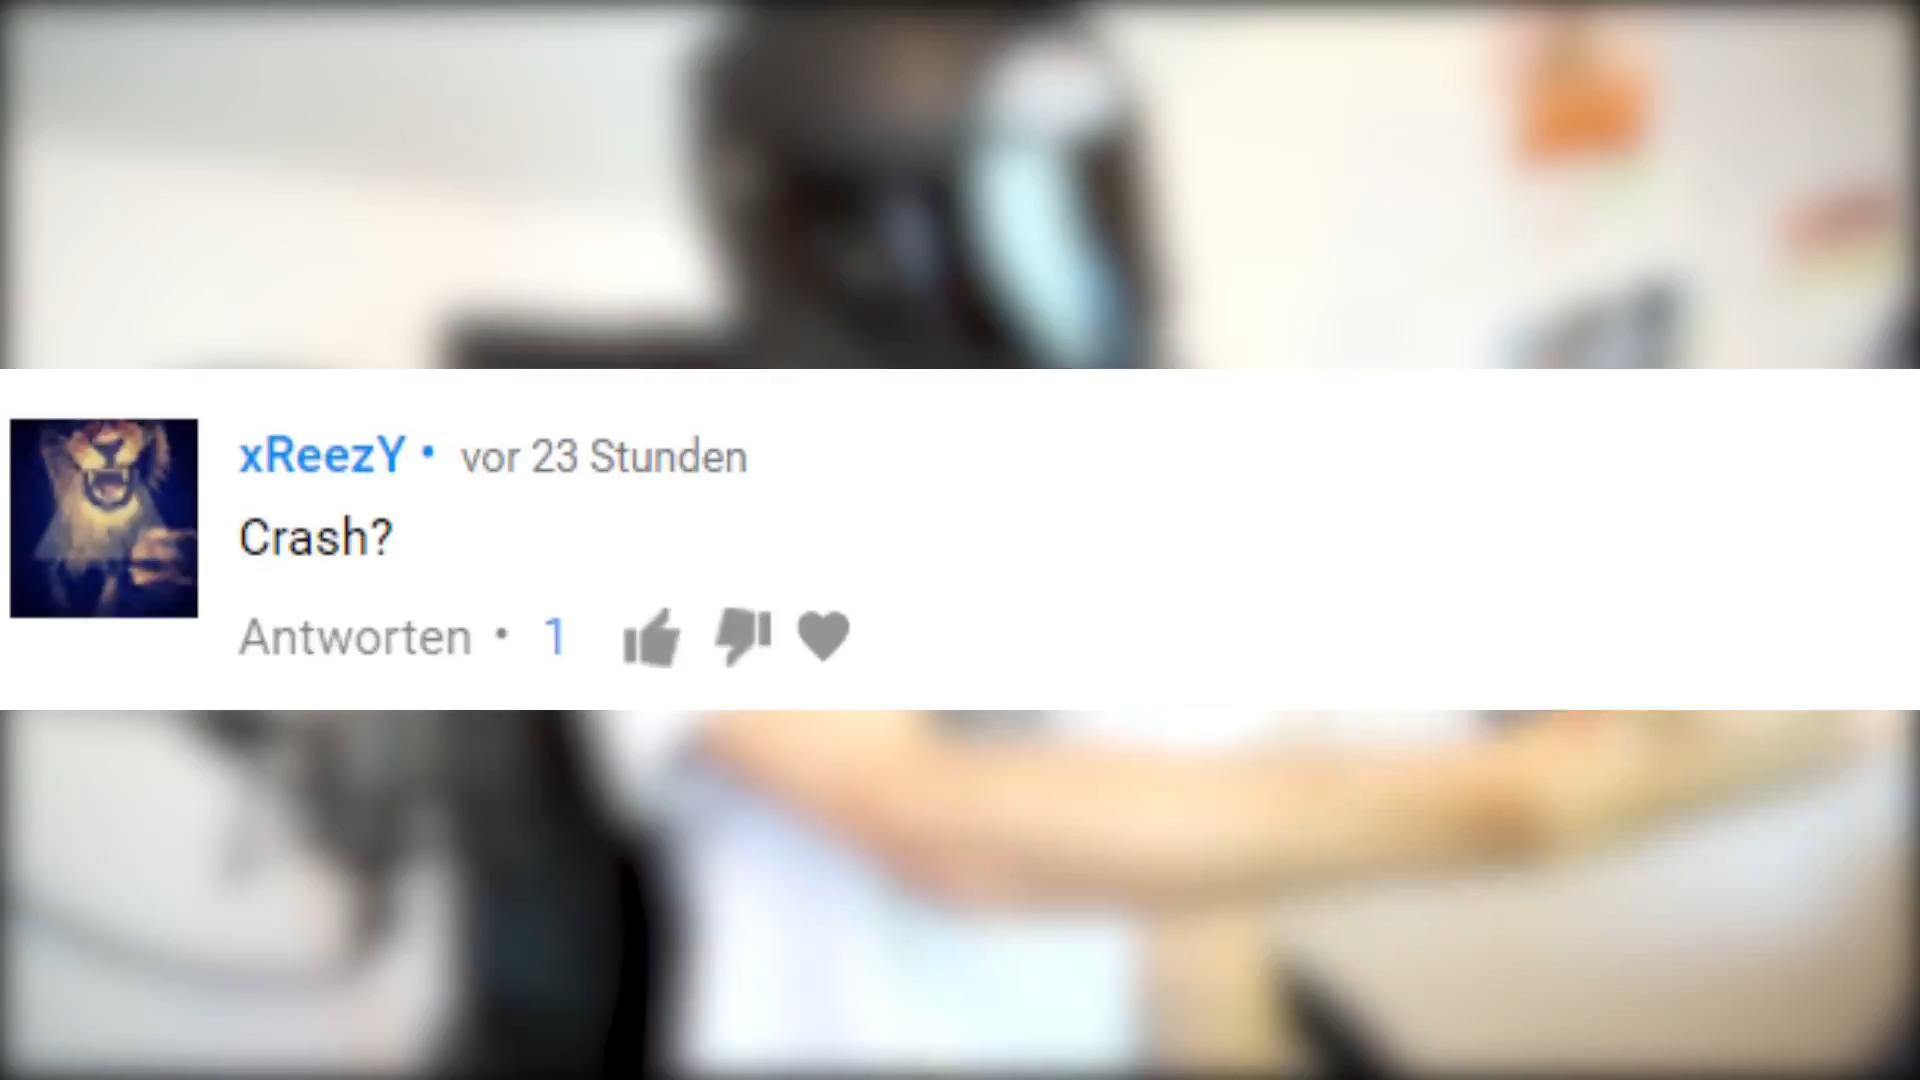 xReezY • vor 23 Stunden
Crash?
Antworten • 1